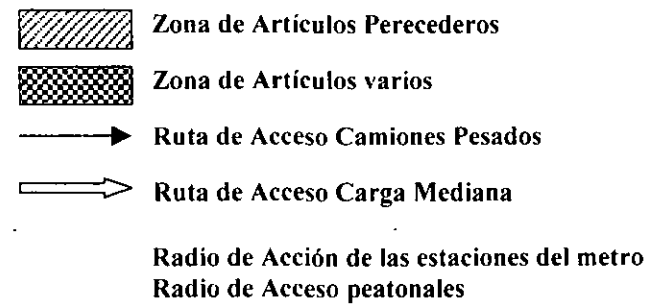 Zona de Artículos Perecederos
Zona de Artículos varios
Ruta de Acceso Camiones Pesados
Ruta de Acceso Carga Mediana
Radio de Acción de las estaciones del metro
Radio de Acceso peatonales